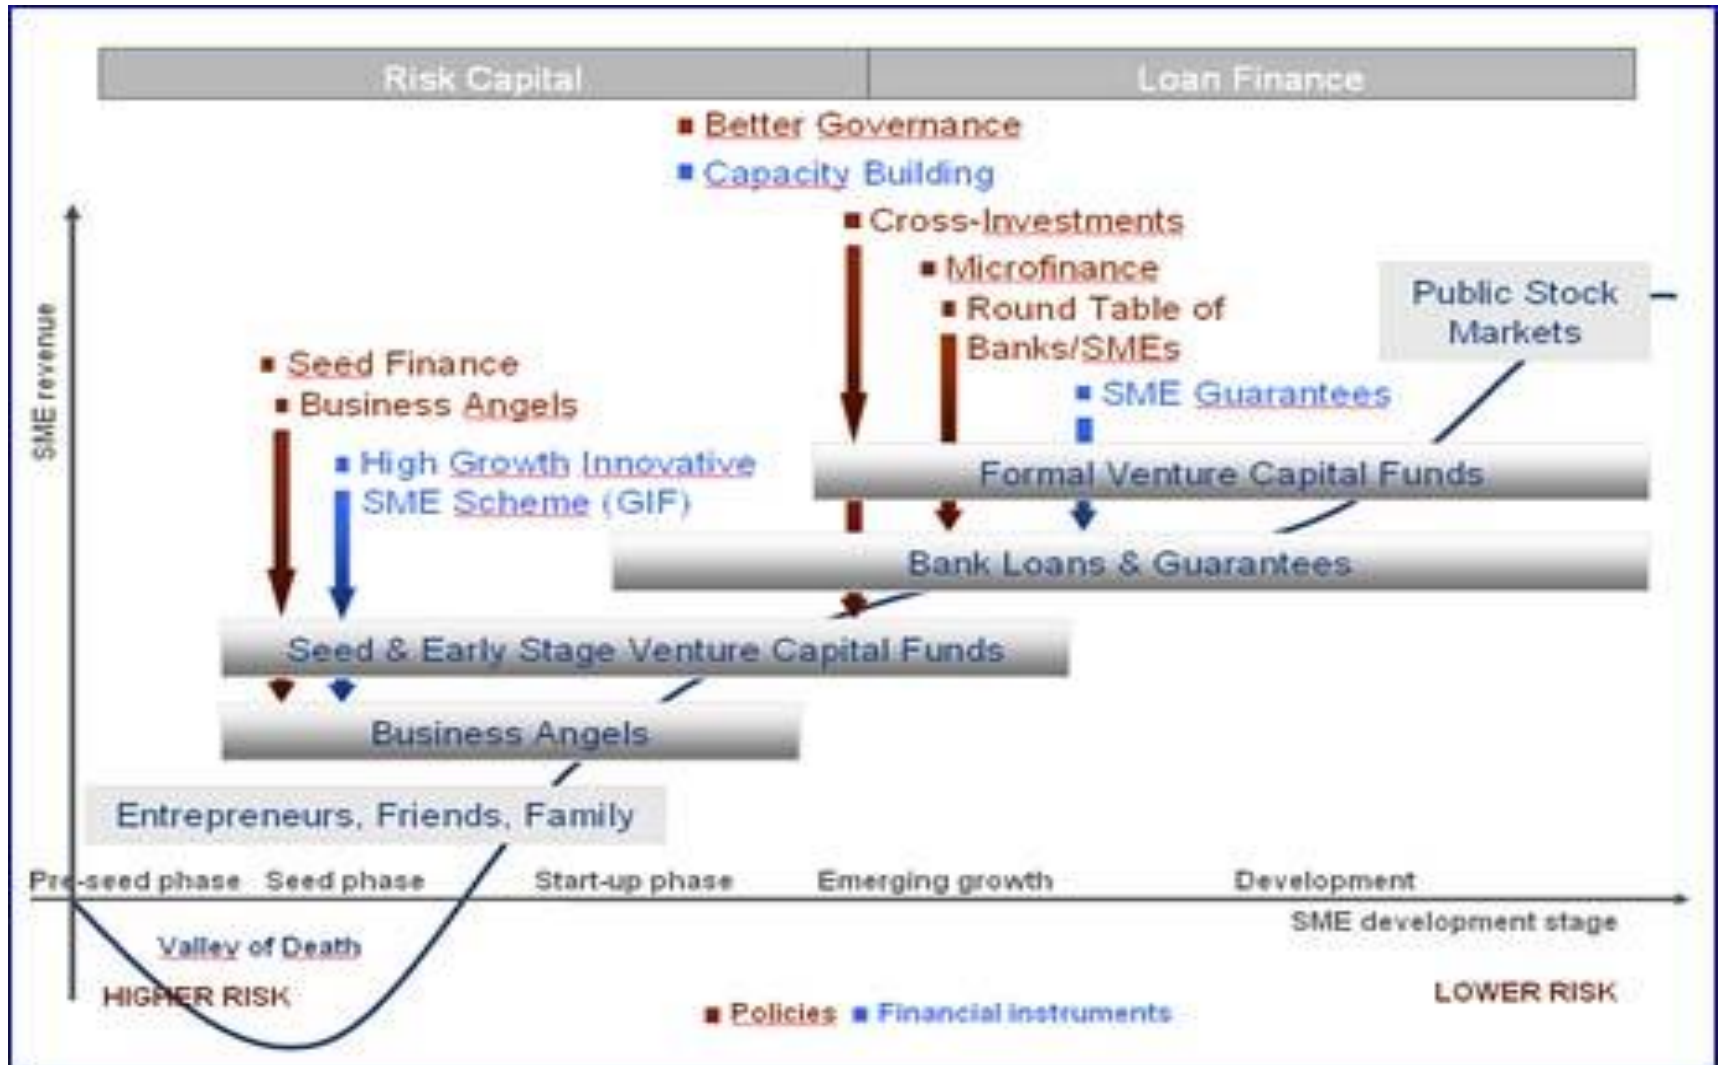 Risk Capital
Loan Finance
Better Governance
Capacity Building
Cross-Investments
Microfinance
Round Table of
Banks/SMEs
SME Guarantees
Public Stock
Markets
SME revenue
Seed Finance
Business Angels
High Growth Innovative
SME Scheme (GIF)
Formal Venture Capital Funds
Bank Loans & Guarantees
Seed & Early Stage Venture Capital Funds
Business Angels
Entrepreneurs, Friends, Family
Pre-seed phase
Seed phase
Start-up phase
Emerging growth
Development
SME development stage
Valley of Death
HIGHER RISK
LOWER RISK
Policies
Financial instruments